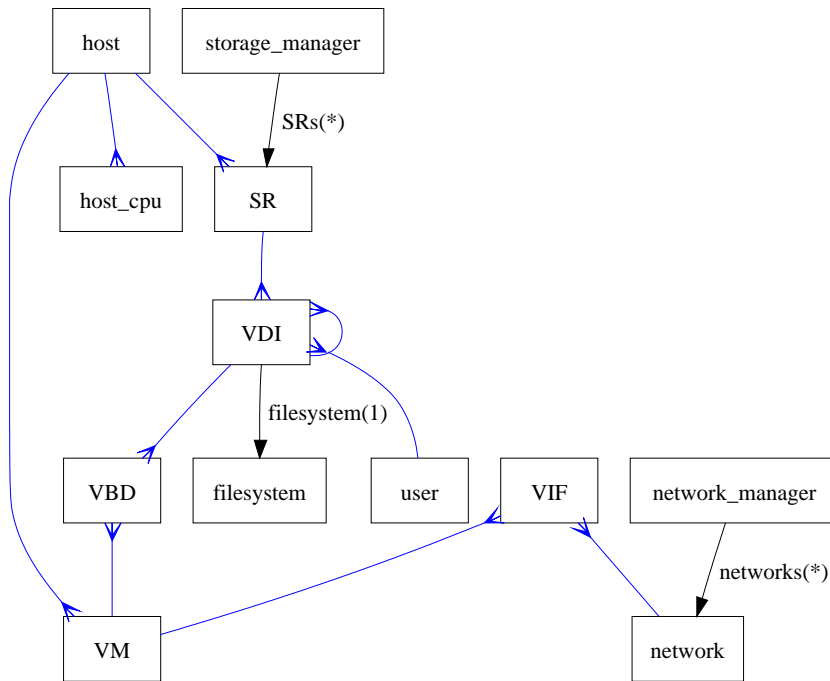 host
storage_manager
SRs(*)
host_cpu
SR
VDI
filesystem(1)
VBD
filesystem
user
VIF
network_manager
networks(*)
VM
network